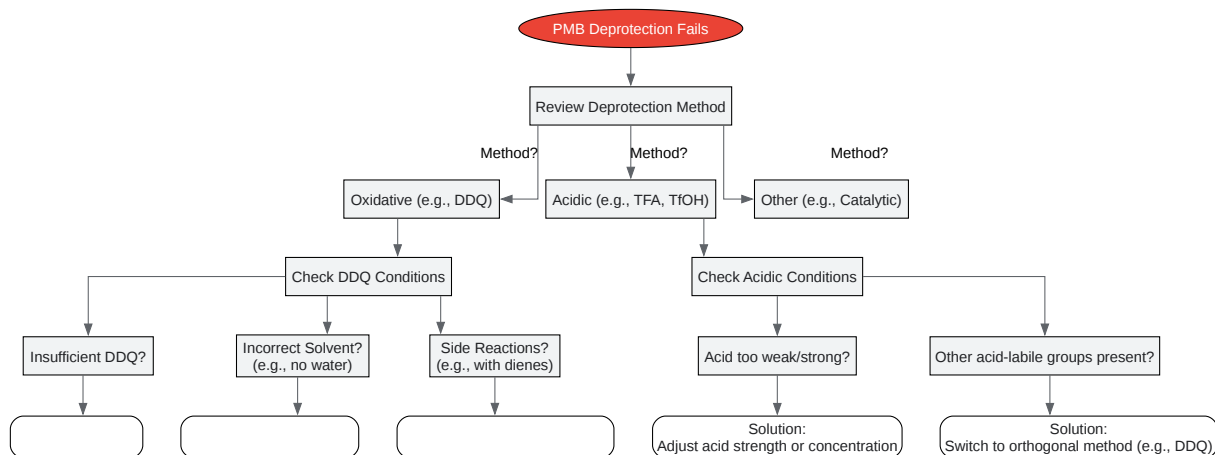 PMB Deprotection Fails
Review Deprotection Method
Method?
Method?
Method?
Oxidative (e.g., DDQ)
Acidic (e.g., TFA, TfOH)
Other (e.g., Catalytic)
Check DDQ Conditions
Check Acidic Conditions
Insufficient DDQ?
Incorrect Solvent?
(e.g., no water)
Side Reactions?
(e.g., with dienes)
Acid too weak/strong?
Other acid-labile groups present?
Solution:
Adjust acid strength or concentration
Solution:
Switch to orthogonal method (e.g., DDQ)